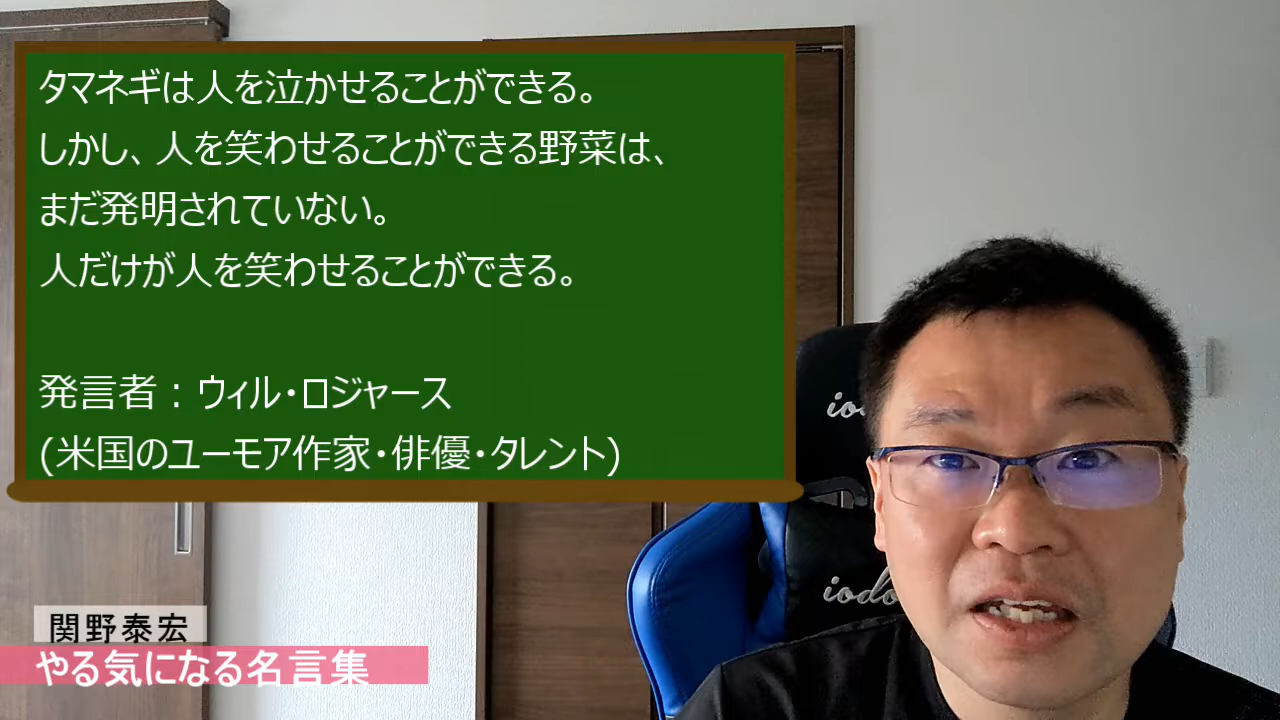 タマネギは人を泣かせることができる。
しかし、人を笑わせることができる野菜は、
まだ発明されていない。
人だけが人を笑わせることができる。
発言者：ウィル・ロジャース
(米国のユーモア作家・俳優・タレント)
関野泰宏
やる気になる名言集